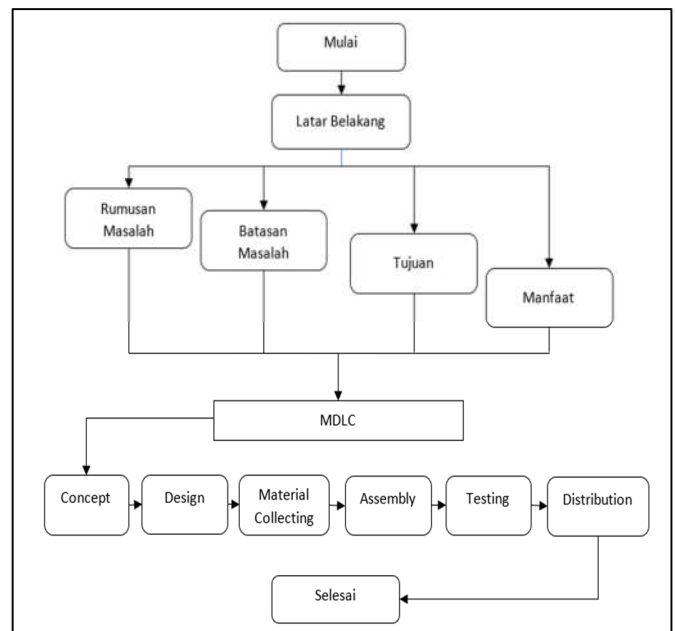 Mulai
Latar Belakang
Rumusan
Masalah
Batasan
Masalah
Tujuan
Manfaat
MDLC
Concept
Design
Material
Collecting
Assembly
Testing
Distribution
Selesai